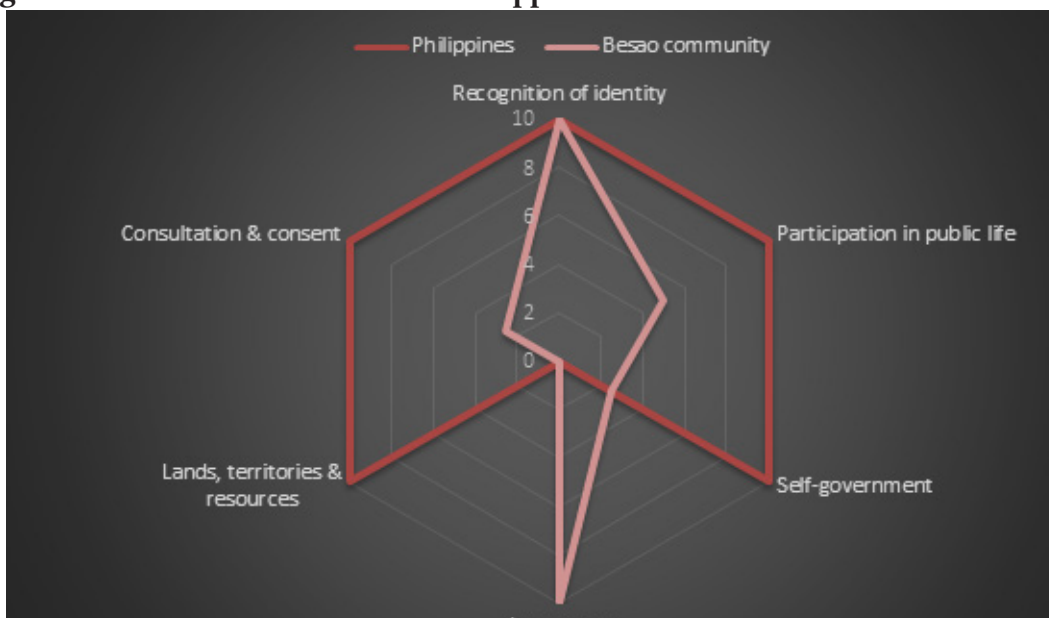 Philippines
Besao community
Recognition of identity
10
8
6
4
2
0
Participation in public life
Consultation & consent
Self-government
Lands, territories &
resources